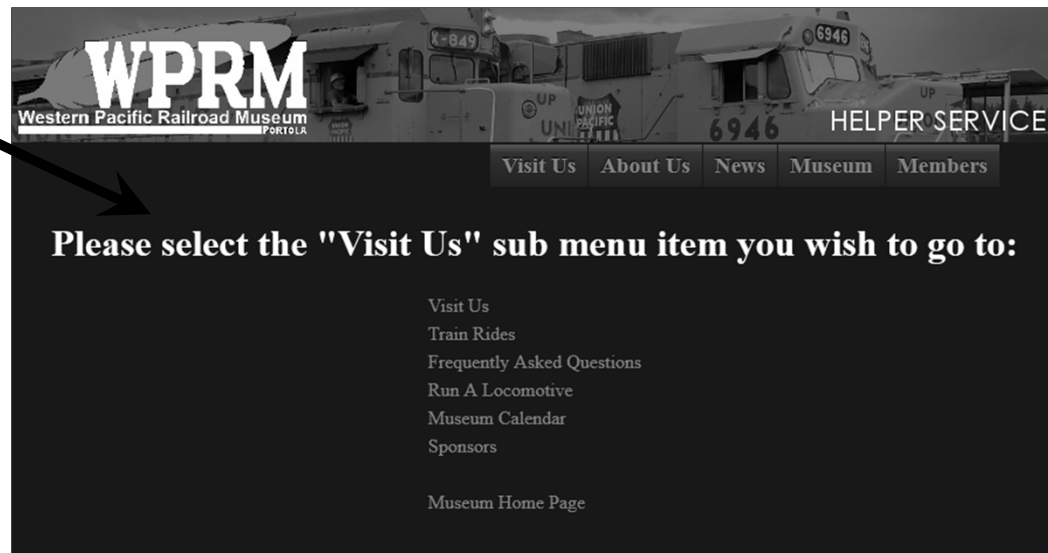 WPRM
Western Pacific Railroad Museum
PORTOLA
X-849
6946
UP
UNION
PACIFIC
UP
6946
HELPER SERVICE
Visit Us About Us News Museum Members
Please select the "Visit Us" sub menu item you wish to go to:
Visit Us
Train Rides
Frequently Asked Questions
Run A Locomotive
Museum Calendar
Sponsors
Museum Home Page